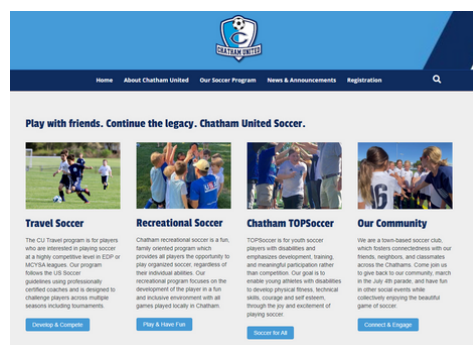 CHATHAM UNITED
Home About Chatham United Our Soccer Program News & Announcements Registration
Play with friends. Continue the legacy. Chatham United Soccer.
Travel Soccer
The CU Travel program is for players
who are interested in playing soccer
at a highly competitive level in EDP or
MCYSA leagues. Our program
follows the US Soccer
guidelines using professionally
certified coaches and is designed to
challenge players across multiple
seasons including tournaments.
Develop & Compete
Recreational Soccer
Chatham recreational soccer is a fun,
family oriented program which
provides all players the opportunity to
play organized soccer, regardless of
their individual abilities. Our
recreational program focuses on the
development of the player in a fun
and inclusive environment with all
games played locally in Chatham.
Play & Have Fun
Chatham TOPSoccer
TOPSoccer is for youth soccer
players with disabilities and
emphasizes development, training,
and meaningful participation rather
than competition. Our goal is to
enable young athletes with disabilities
to develop physical fitness, technical
skills, courage and self esteem,
through the joy and excitement of
playing soccer.
Soccer for All
6
Our Community
We are a town-based soccer club,
which fosters connectedness with our
friends, neighbors, and classmates
across the Chathams. Come join us
to give back to our community, march
in the July 4th parade, and have fun
in other social events while
collectively enjoying the beautiful
game of soccer.
Connect & Engage